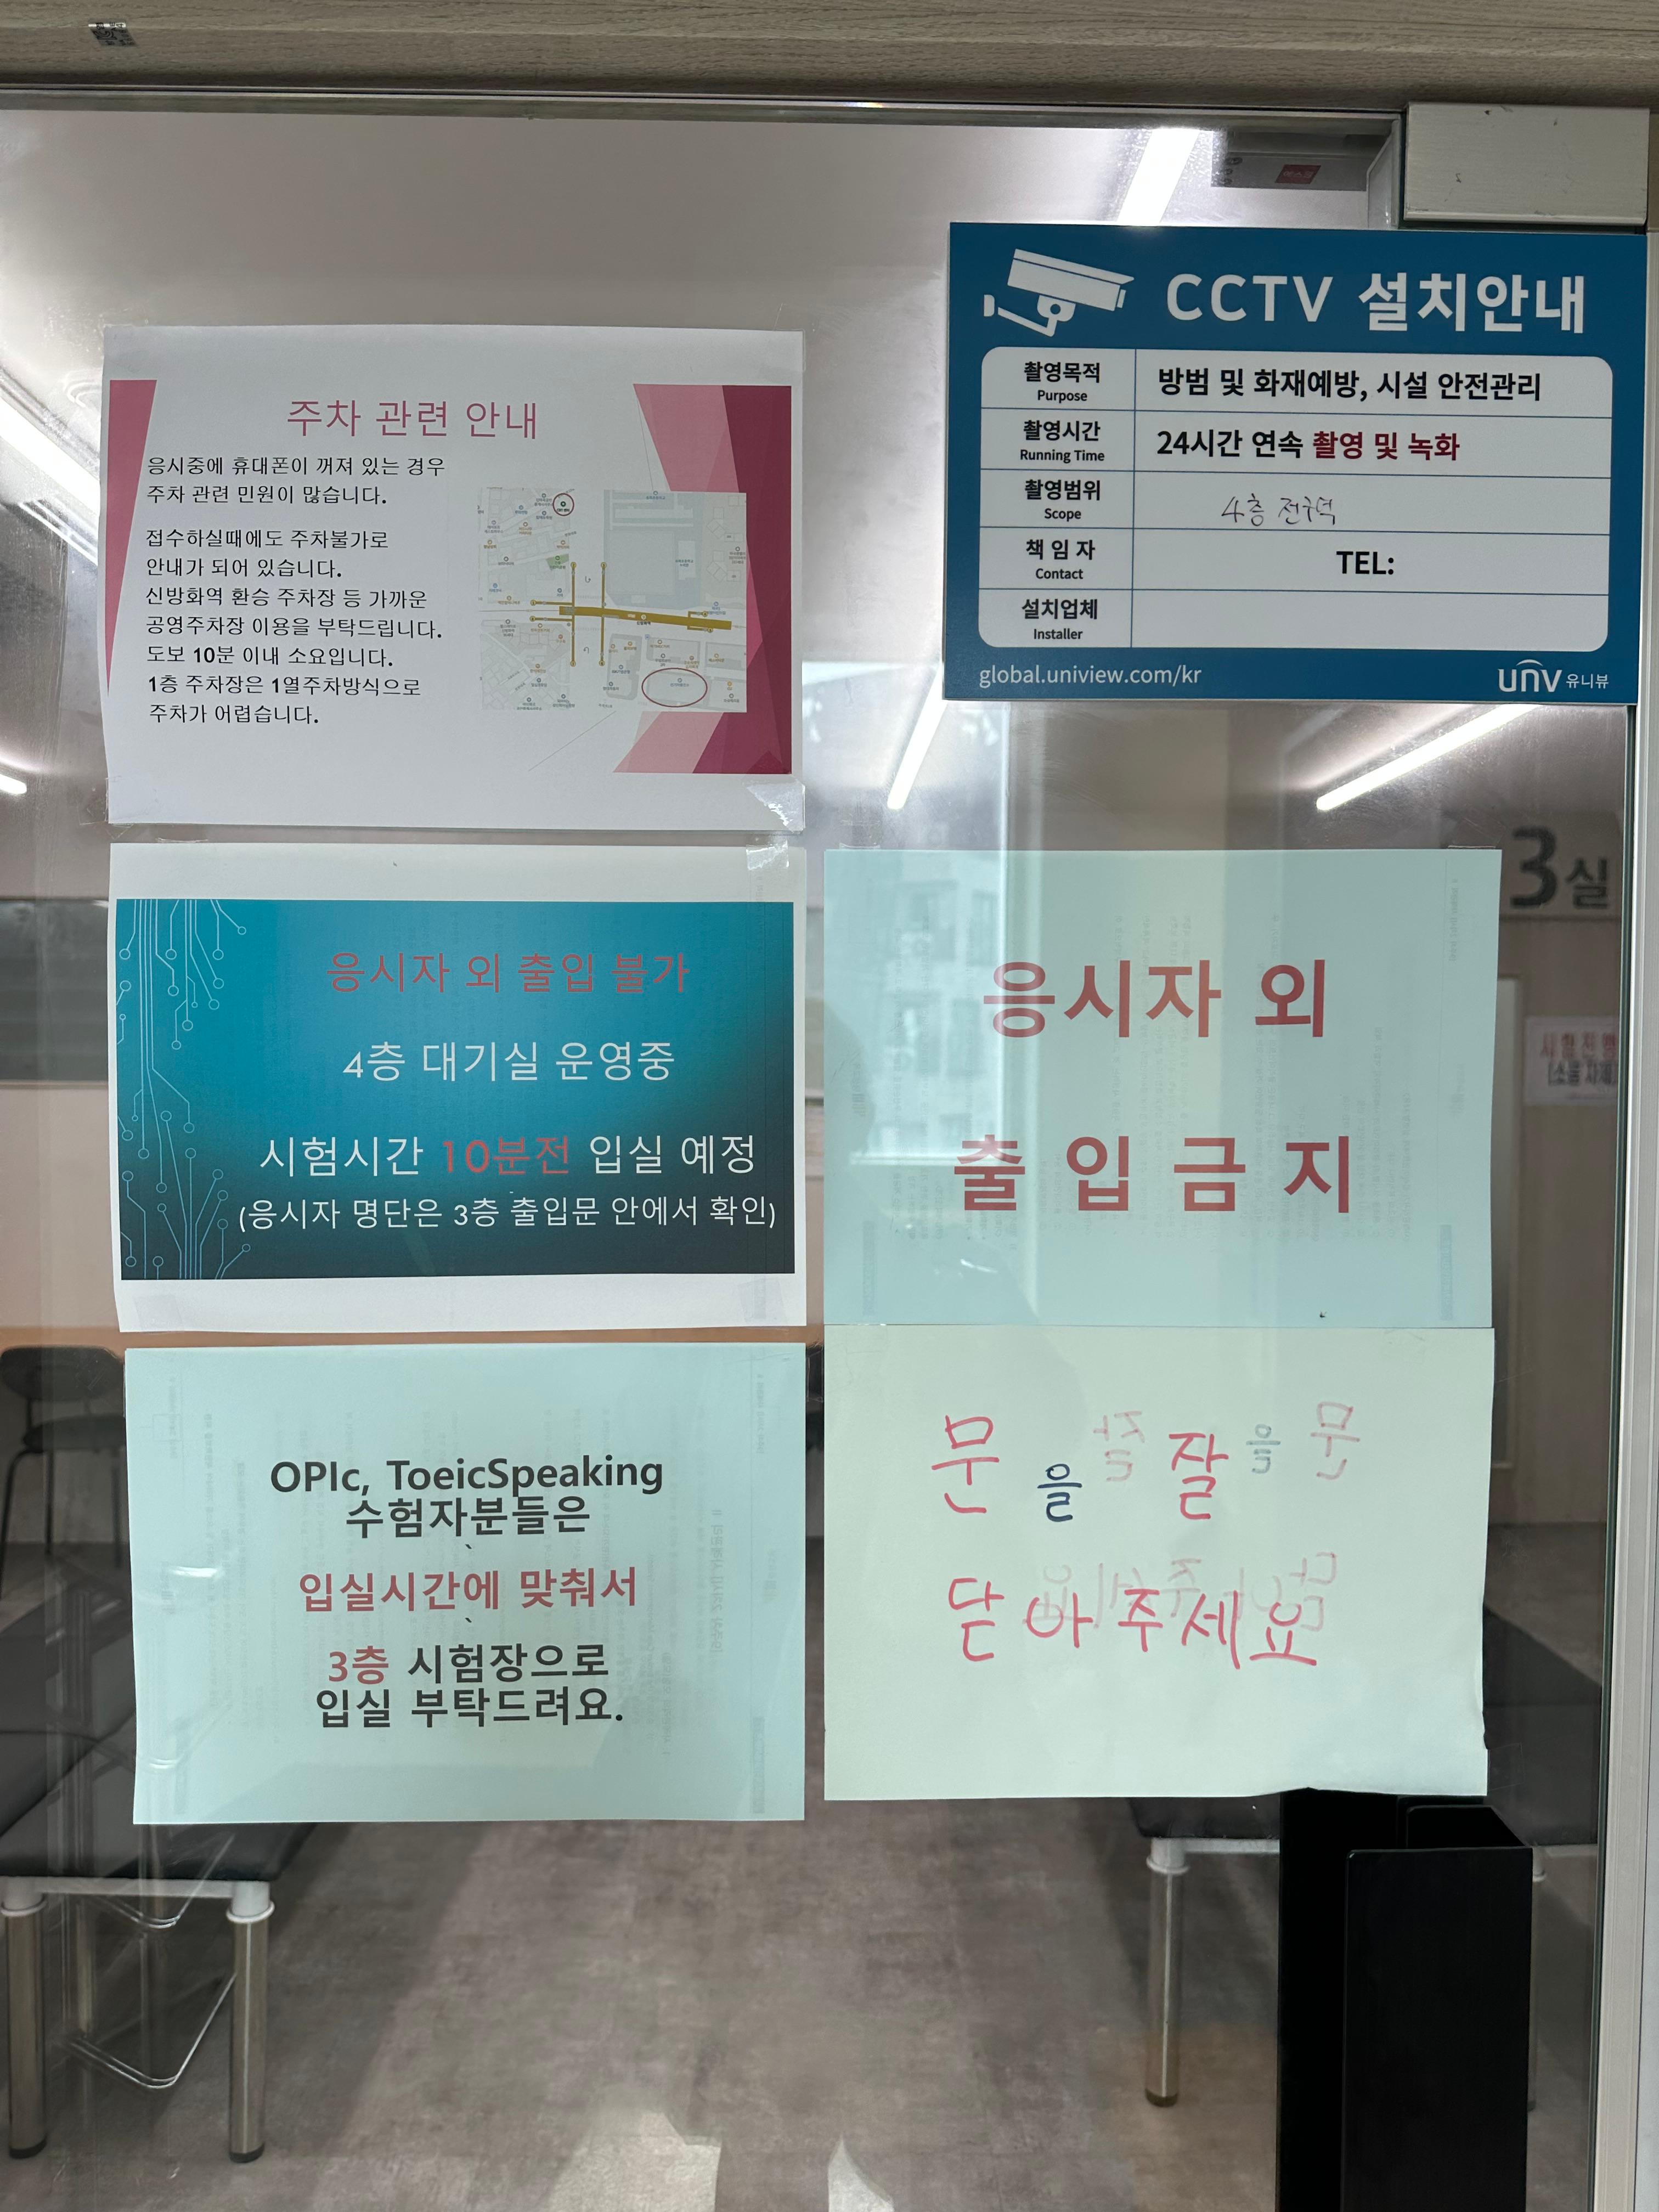 주차 관련 안내
응시중에 휴대폰이 꺼져 있는 경우
주차 관련 민원이 많습니다.
접수하실때에도 주차불가로
안내가 되어 있습니다.
신방화역 환승 주차장 등 가까운
공영주차장 이용을 부탁드립니다.
도보 10분 이내 소요입니다.
1층 주차장은 1열주차방식으로
주차가 어렵습니다.
CCTV 설치안내
촬영목적 방범 및 화재예방, 시설 안전관리
Purpose
촬영시간 24시간 연속 촬영 및 녹화
Running Time
촬영범위 4층 전구역
Scope
책 임 자 TEL:
Contact
설치업체
Installer
global.uniview.com/kr unv 유니뷰
3실
응시자 외 출입 불가
4층 대기실 운영중
시험시간 10분전 입실 예정
(응시자 명단은 3층 출입문 안에서 확인)
응시자 외
출 입 금 지
OPIc, ToeicSpeaking
수험자분들은
입실시간에 맞춰서
3층 시험장으로
입실 부탁드려요.
문을 잘
닫아주세요